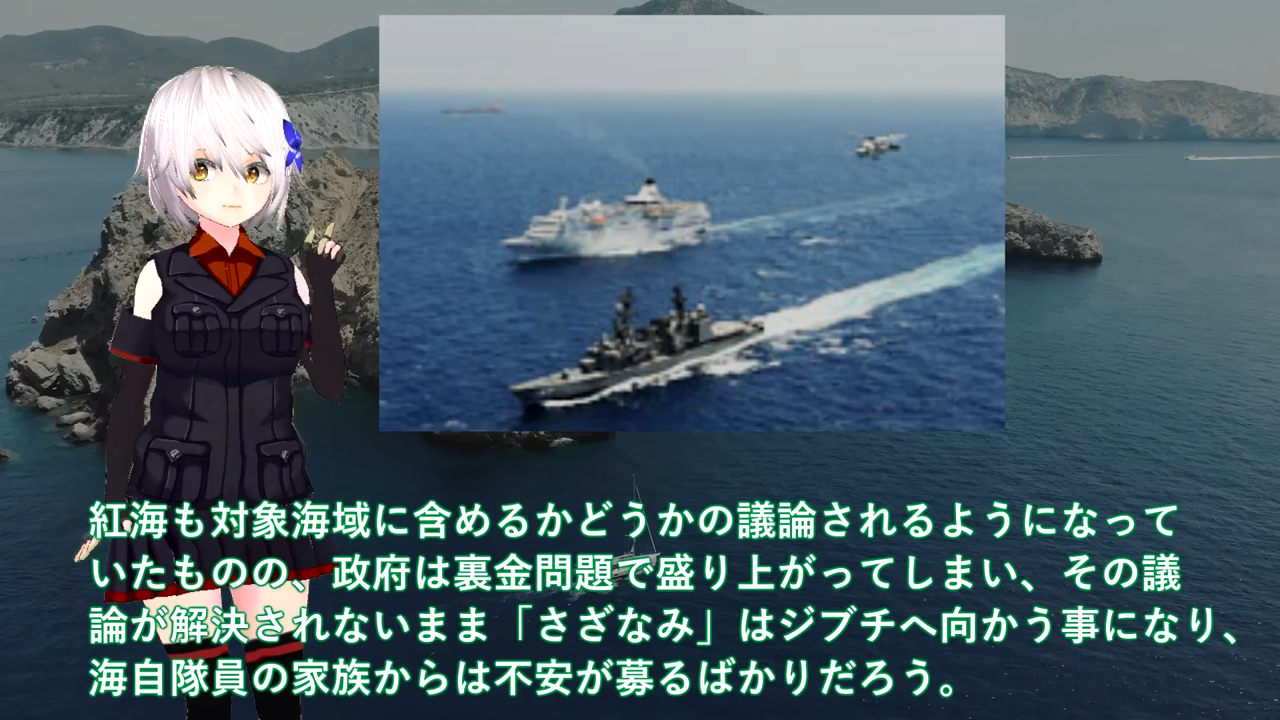 紅海も対象海域に含めるかどうかの議論されるようになって
いたものの、政府は裏金問題で盛り上がってしまい、その議
論が解決されないまま「さざなみ」はジブチへ向かう事になり、
海自隊員の家族からは不安が募るばかりだろう。